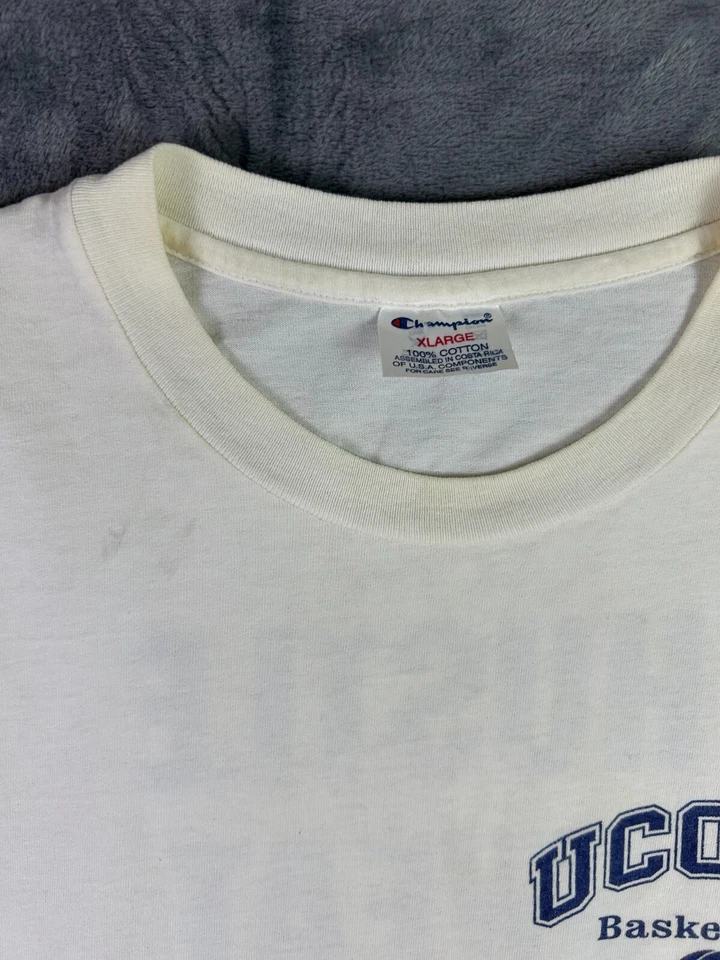 Champion®
XLARGE
100% COTTON
ASSEMBLED IN COSTA RICA
OF U.S.A. COMPONENTS
FOR CARE SEE REVERSE
UCO
Baske